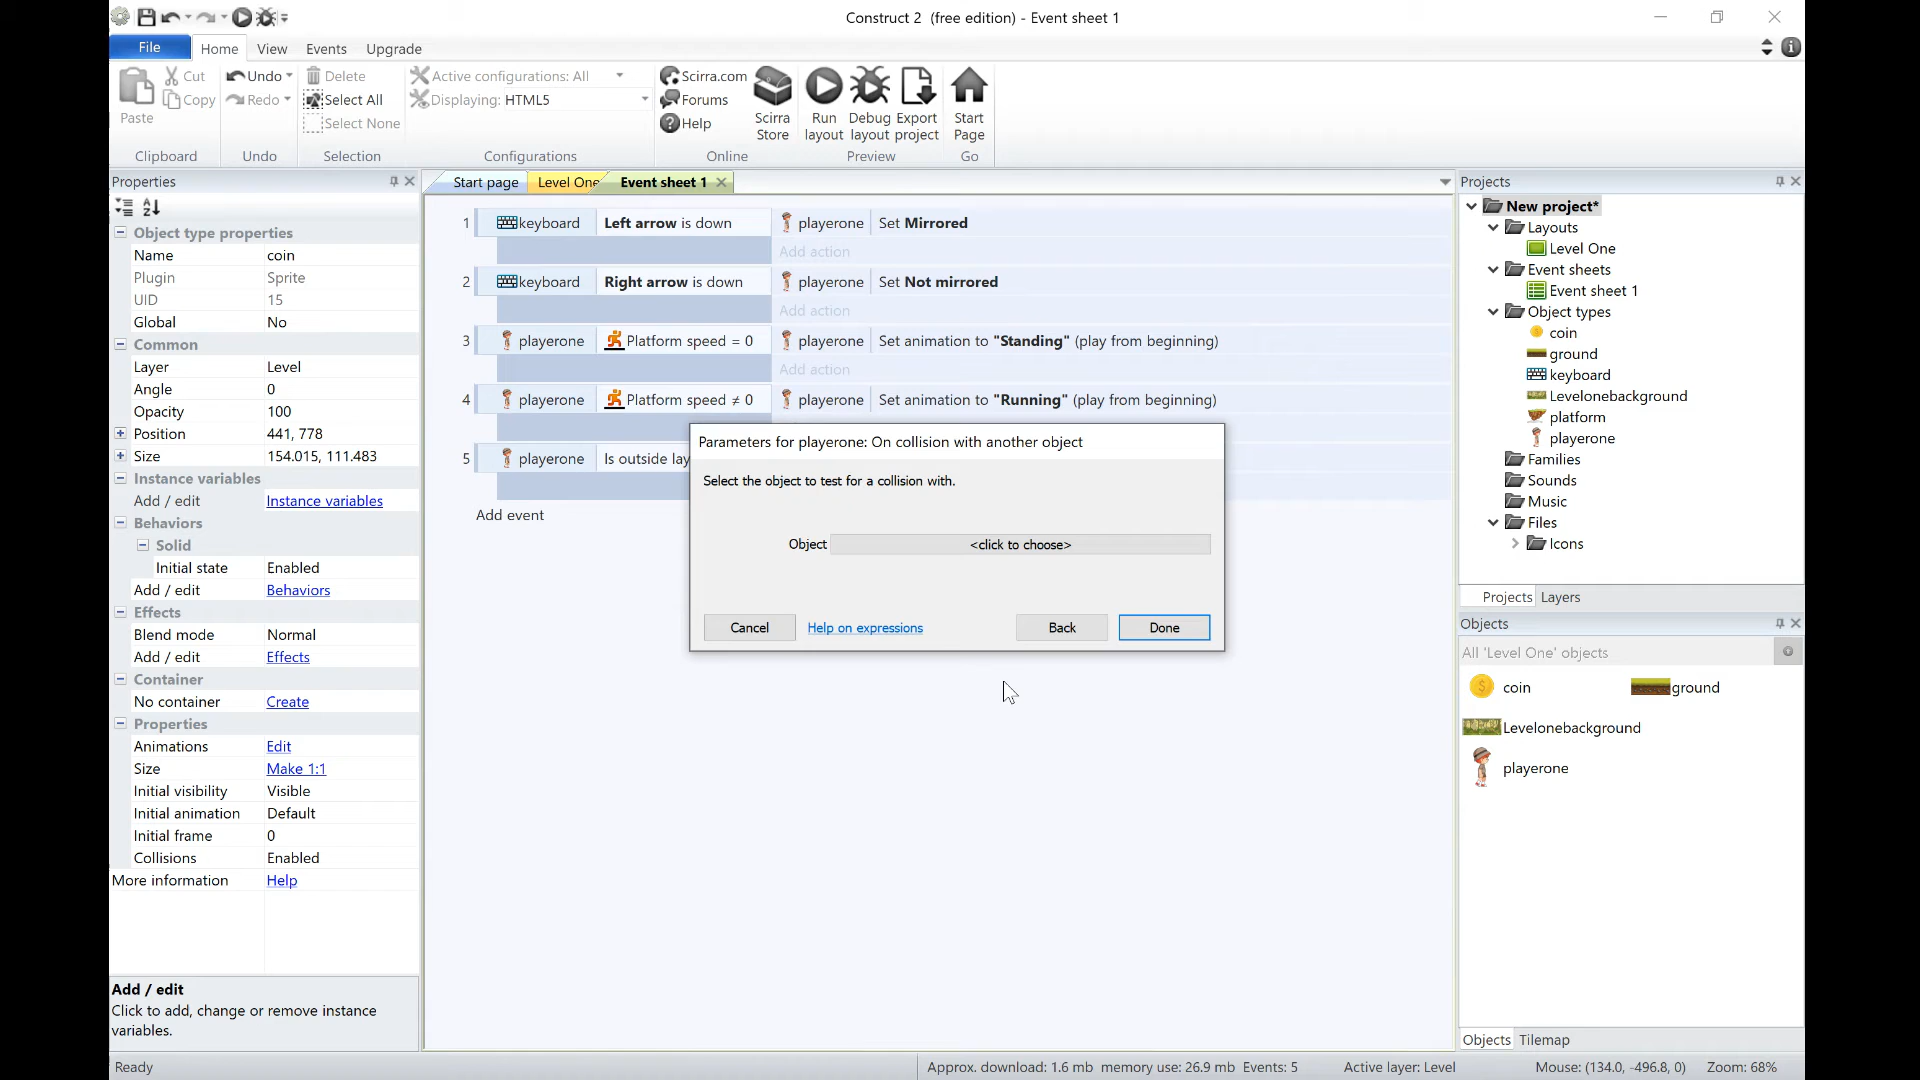 Construct 2 (free edition) - Event sheet 1
File Home View Events Upgrade
Paste
Cut
Copy
Clipboard
Undo
Redo
Undo
Delete
Select All
Select None
Selection
Active configurations: All
Displaying: HTML5
Configurations
Scirra.com
Forums
Help
Scirra Store
Online
Run layout
Debug layout
Export project
Preview
Start Page
Go
Properties
Object type properties
Name coin
Plugin Sprite
UID 15
Global No
Common
Layer Level
Angle 0
Opacity 100
Position 441, 778
Size 154.015, 111.483
Instance variables
Add / edit Instance variables
Behaviors
Solid
Initial state Enabled
Add / edit Behaviors
Effects
Blend mode Normal
Add / edit Effects
Container
No container Create
Properties
Animations Edit
Size Make 1:1
Initial visibility Visible
Initial animation Default
Initial frame 0
Collisions Enabled
More information Help
Add / edit
Click to add, change or remove instance
variables.
Start page Level One Event sheet 1
1 keyboard Left arrow is down playerone Set Mirrored
Add action
2 keyboard Right arrow is down playerone Set Not mirrored
Add action
3 playerone Platform speed = 0 playerone Set animation to "Standing" (play from beginning)
Add action
4 playerone Platform speed ≠ 0 playerone Set animation to "Running" (play from beginning)
5 playerone Is outside lay
Add event
Parameters for playerone: On collision with another object
Select the object to test for a collision with.
Object <click to choose>
Cancel Help on expressions Back Done
Projects
New project*
Layouts
Level One
Event sheets
Event sheet 1
Object types
coin
ground
keyboard
Levelonebackground
platform
playerone
Families
Sounds
Music
Files
Icons
Projects Layers
Objects
All 'Level One' objects
coin ground
Levelonebackground
playerone
Objects Tilemap
Ready Approx. download: 1.6 mb memory use: 26.9 mb Events: 5 Active layer: Level Mouse: (134.0, -496.8, 0) Zoom: 68%